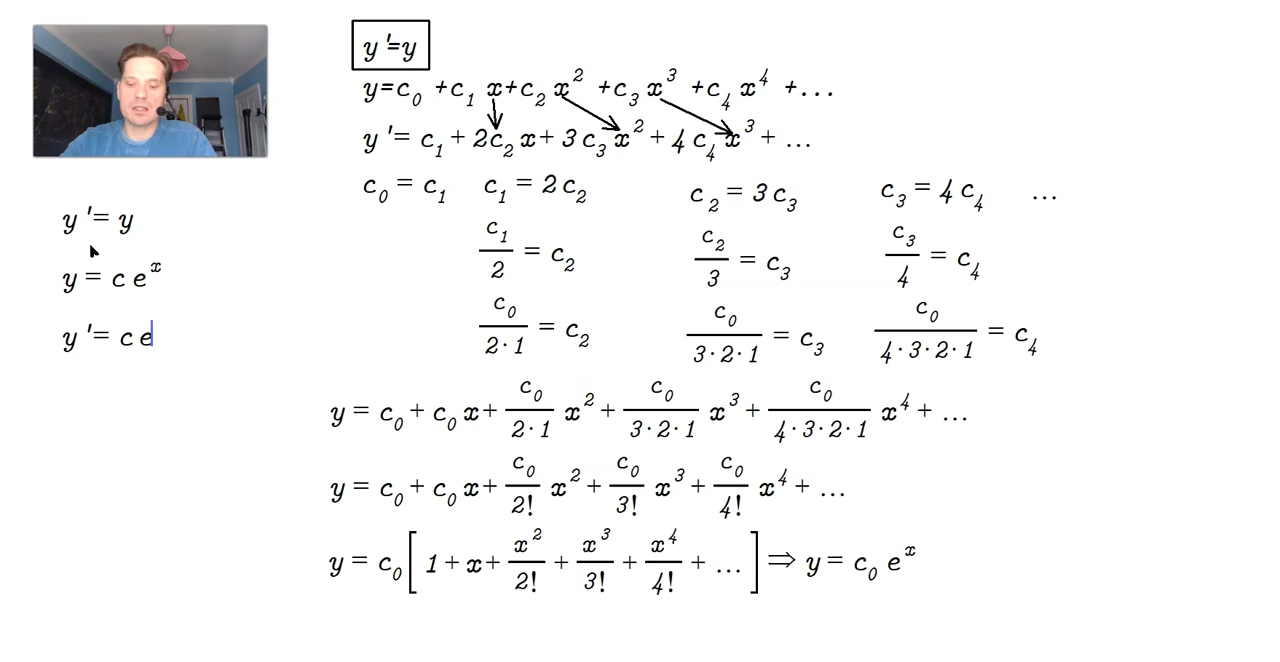 y'=y
y=c₀ +c₁ x+c₂ x² +c₃ x³ +c₄ x⁴ +...
y'= c₁ + 2c₂ x+ 3 c₃ x² + 4 c₄ x³ + ...
c₀ = c₁ c₁ = 2 c₂ c₂ = 3 c₃ c₃ = 4 c₄ ...
y'= y
c₁/2 = c₂ c₂/3 = c₃ c₃/4 = c₄
y = c eˣ
c₀/(2·1) = c₂ c₀/(3·2·1) = c₃ c₀/(4·3·2·1) = c₄
y'= c e
y = c₀ + c₀ x+ c₀/(2·1) x² + c₀/(3·2·1) x³ + c₀/(4·3·2·1) x⁴ + ...
y = c₀ + c₀ x+ c₀/2! x² + c₀/3! x³ + c₀/4! x⁴ + ...
y = c₀ [ 1 + x + x²/2! + x³/3! + x⁴/4! + ... ] ⇒ y = c₀ eˣ